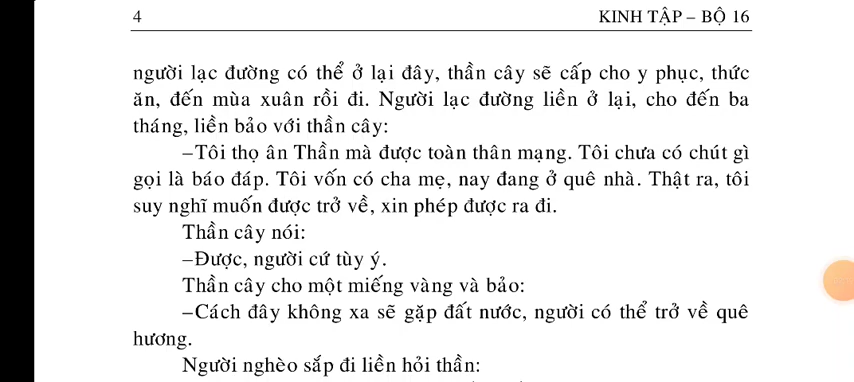 4 KINH TẬP – BỘ 16
người lạc đường có thể ở lại đây, thần cây sẽ cấp cho y phục, thức
ăn, đến mùa xuân rồi đi. Người lạc đường liền ở lại, cho đến ba
tháng, liền bảo với thần cây:
–Tôi thọ ân Thần mà được toàn thân mạng. Tôi chưa có chút gì
gọi là báo đáp. Tôi vốn có cha mẹ, nay đang ở quê nhà. Thật ra, tôi
suy nghĩ muốn được trở về, xin phép được ra đi.
Thần cây nói:
–Được, người cứ tùy ý.
Thần cây cho một miếng vàng và bảo:
–Cách đây không xa sẽ gặp đất nước, người có thể trở về quê
hương.
Người nghèo sắp đi liền hỏi thần: